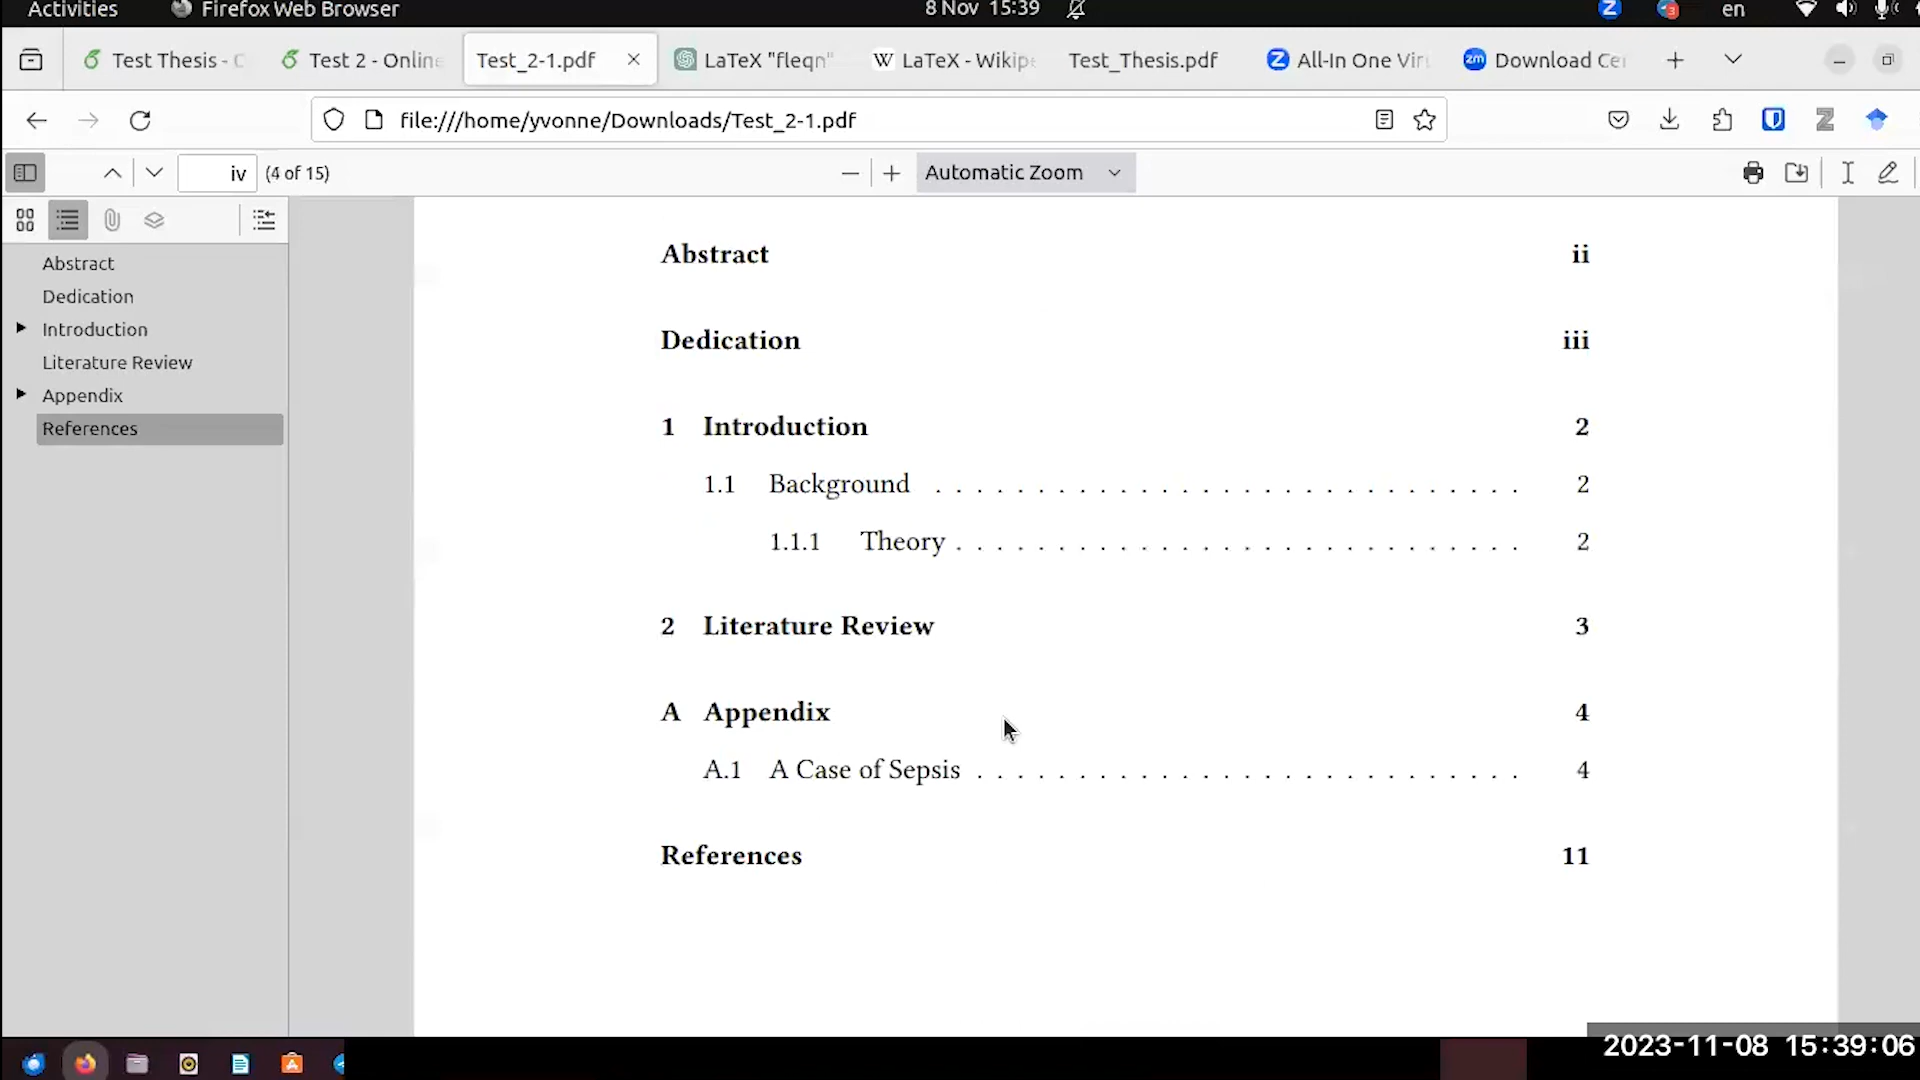 Activities Firefox Web Browser 8 Nov 15:39 en
Test Thesis - Test 2 - Online Test_2-1.pdf LaTeX "fleqn" LaTeX - Wikip Test_Thesis.pdf All-In One Vir Download Ce
file:///home/yvonne/Downloads/Test_2-1.pdf
iv (4 of 15) Automatic Zoom
Abstract
Dedication
Introduction
Literature Review
Appendix
References
Abstract ii
Dedication iii
1 Introduction 2
1.1 Background . . . . . . . . . . . . . . . . . . . . . . . . . . . . . 2
1.1.1 Theory . . . . . . . . . . . . . . . . . . . . . . . . . . . . 2
2 Literature Review 3
A Appendix 4
A.1 A Case of Sepsis . . . . . . . . . . . . . . . . . . . . . . . . . . . 4
References 11
2023-11-08 15:39:06